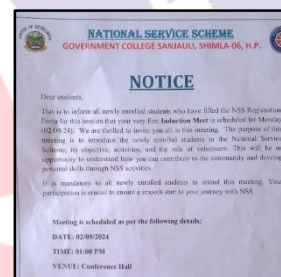 NATIONAL SERVICE SCHEME
GOVERNMENT COLLEGE SANJAULI, SHIMLA-06, H.P.
NOTICE
Dear students,
This is to inform all newly enrolled students who have filled the NSS Registration
Form for this session that your very first Induction Meet is scheduled for Monday
(02/09/24). We are thrilled to invite you all in this meeting. The purpose of this
meeting is to introduce the newly enrolled students to the National Service
Scheme, its objective, activities, and the role of volunteers. This will be an
opportunity to understand how you can contribute to the community and develop
personal skills through NSS activities.
It is mandatory to all newly enrolled students to attend this meeting. Your
participation is crucial to ensure a smooth start to your journey with NSS.
Meeting is scheduled as per the following details:
DATE: 02/09/2024
TIME: 01:00 PM
VENUE: Conference Hall